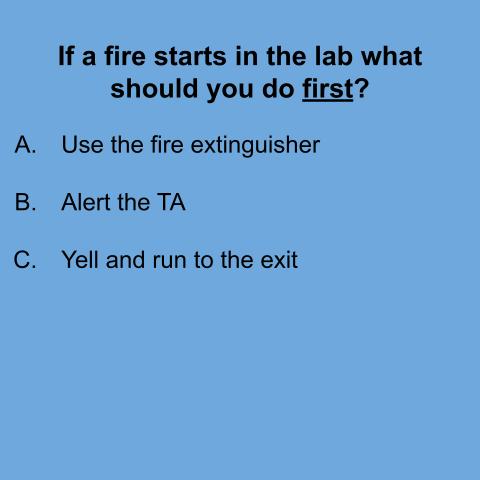 If a fire starts in the lab what
should you do first?
A. Use the fire extinguisher
B. Alert the TA
C. Yell and run to the exit